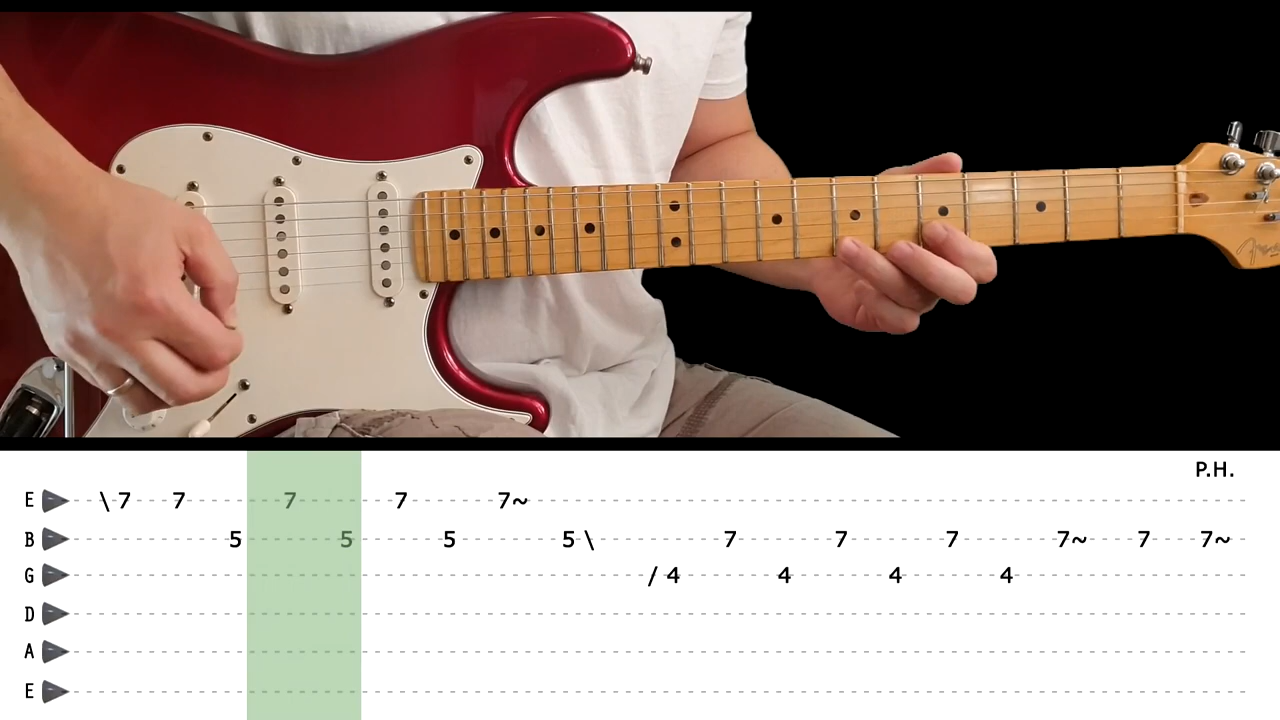 P.H.
E \ 7 7 7 7 7~
B 5 5 5 5 \ 7 7 7 7~ 7 7~
G / 4 4 4 4
D
A
E